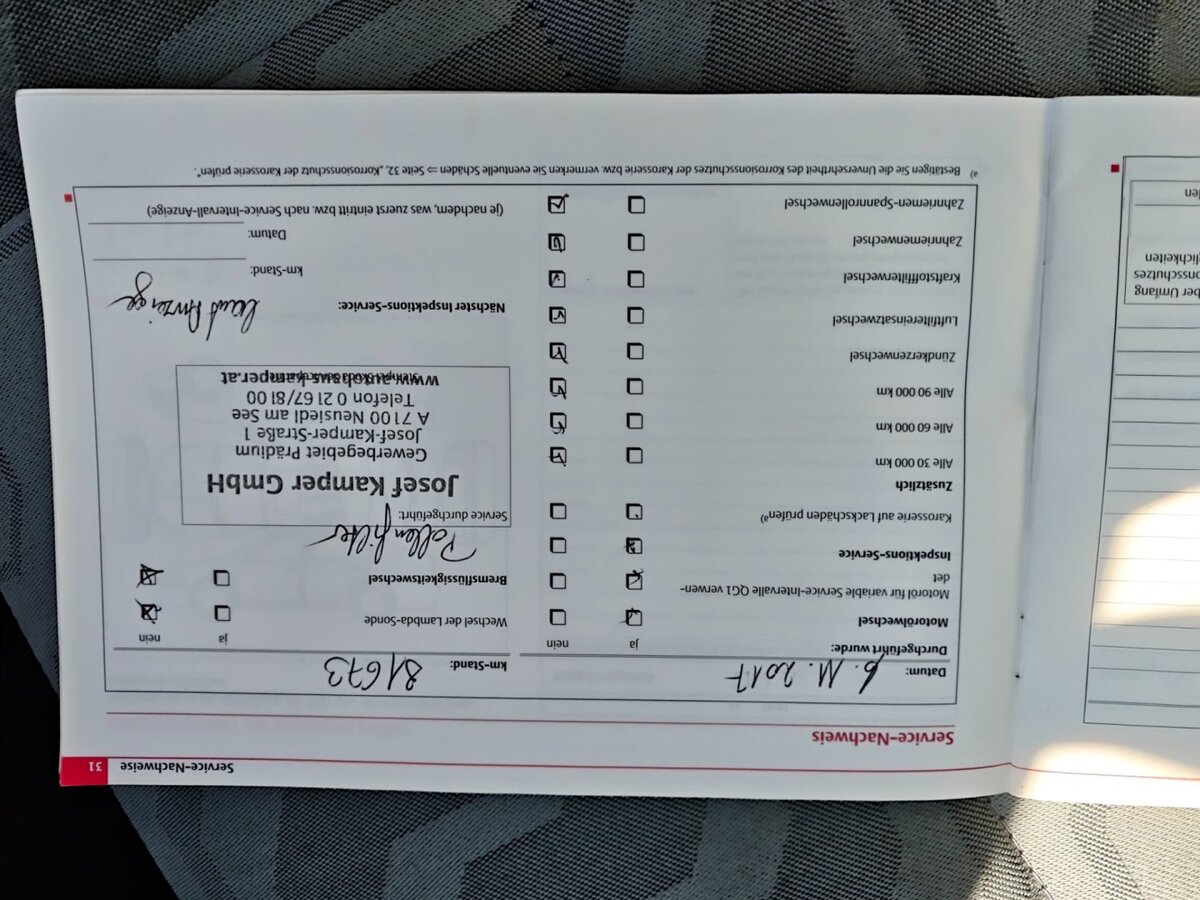 Service-Nachweise 31
Service-Nachweis
Datum: 6. 11. 2017
Durchgeführt wurde:
ja nein
Motorölwechsel
Motoröl für variable Service-Intervalle QG1 verwen-
det
Inspektions-Service
Karosserie auf Lackschäden prüfen a)
Zusätzlich
Alle 30 000 km
Alle 60 000 km
Alle 90 000 km
Zündkerzenwechsel
Luftfiltereinsatzwechsel
Kraftstofffilterwechsel
Zahnriemenwechsel
Zahnriemen-Spannrollenwechsel
km-Stand: 81673
ja nein
Wechsel der Lambda-Sonde
Bremsflüssigkeitswechsel
Pollenfilter
Service durchgeführt:
Josef Kamper GmbH
Gewerbegebiet Prädium
Josef-Kamper-Straße 1
A 7100 Neusiedl am See
Telefon 0 21 67/81 00
www.autohaus-kamper.at
Nächster Inspektions-Service: laut Anzeige
km-Stand:
Datum:
(je nachdem, was zuerst eintritt bzw. nach Service-Intervall-Anzeige)
a) Bestätigen Sie die Unversehrtheit des Korrosionsschutzes der Karosserie bzw. vermerken Sie eventuelle Schäden ⇒ Seite 32, „Korrosionsschutz der Karosserie prüfen".